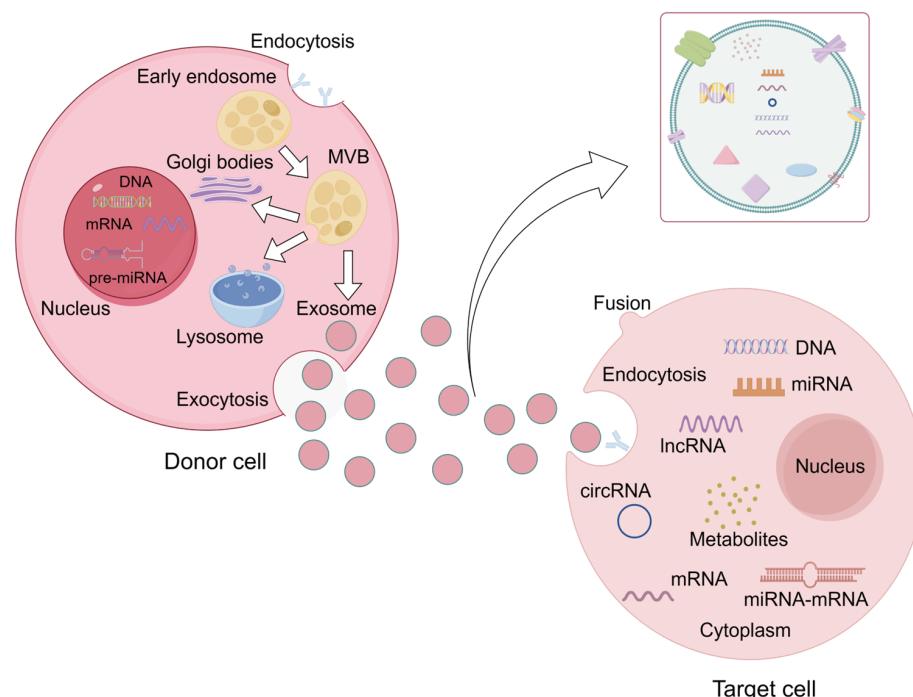 Endocytosis
Early endosome
Golgi bodies
MVB
DNA
mRNA
pre-miRNA
Nucleus
Lysosome
Exosome
Exocytosis
Donor cell
Fusion
Endocytosis
DNA
miRNA
lncRNA
Nucleus
circRNA
Metabolites
mRNA
miRNA-mRNA
Cytoplasm
Target cell